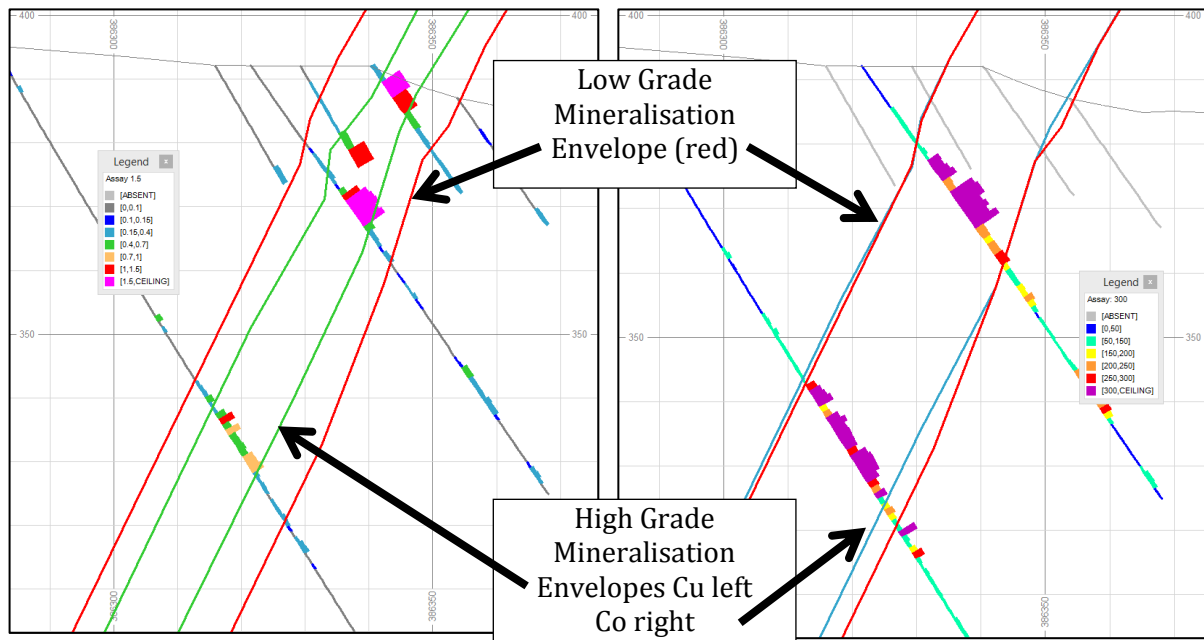 400
386300
386350
400
350
350
386300
386350
Legend x
Assay 1.5
[ABSENT]
[0,0.1]
[0.1,0.15]
[0.15,0.4]
[0.4,0.7]
[0.7,1]
[1,1.5]
[1.5,CEILING]
Low Grade
Mineralisation
Envelope (red)
High Grade
Mineralisation
Envelopes Cu left
Co right
400
386300
386350
400
350
386350
Legend x
Assay: 300
[ABSENT]
[0,50]
[50,150]
[150,200]
[200,250]
[250,300]
[300,CEILING]